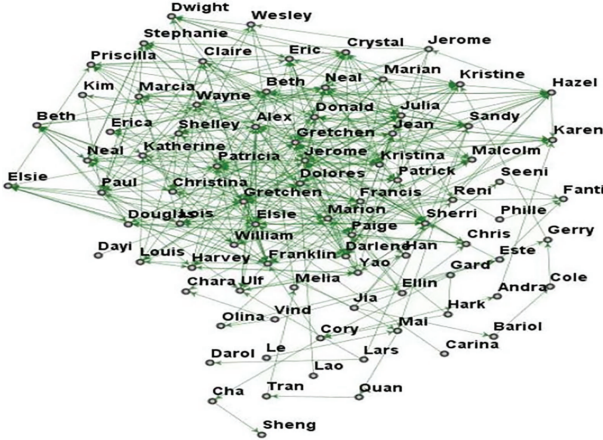 Dwight
Wesley
Stephanie
Jerome
Priscilla
Claire
Eric
Crystal
Kim
Marcia
Wayne
Beth
Neal
Marian
Kristine
Hazel
Beth
Erica
Shelley
Alex
Donald
Julia
Sandy
Karen
Neal
Katherine
Patricia
Gretchen
Jerome
Jean
Kristina
Malcolm
Elsie
Paul
Christina
Gretchen
Dolores
Patrick
Francis
Reni
Seeni
Fanti
Douglas
Lois
Elsie
Marion
Sherri
Phille
William
Paige
Chris
Gerry
Dayi
Louis
Harvey
Franklin
Darlene
Han
Este
Chara
Ulf
Melia
Yao
Ellin
Gard
Andra
Cole
Olina
Vind
Jia
Hark
Cory
Mai
Bariol
Darol
Le
Lars
Carina
Lao
Cha
Tran
Quan
Sheng